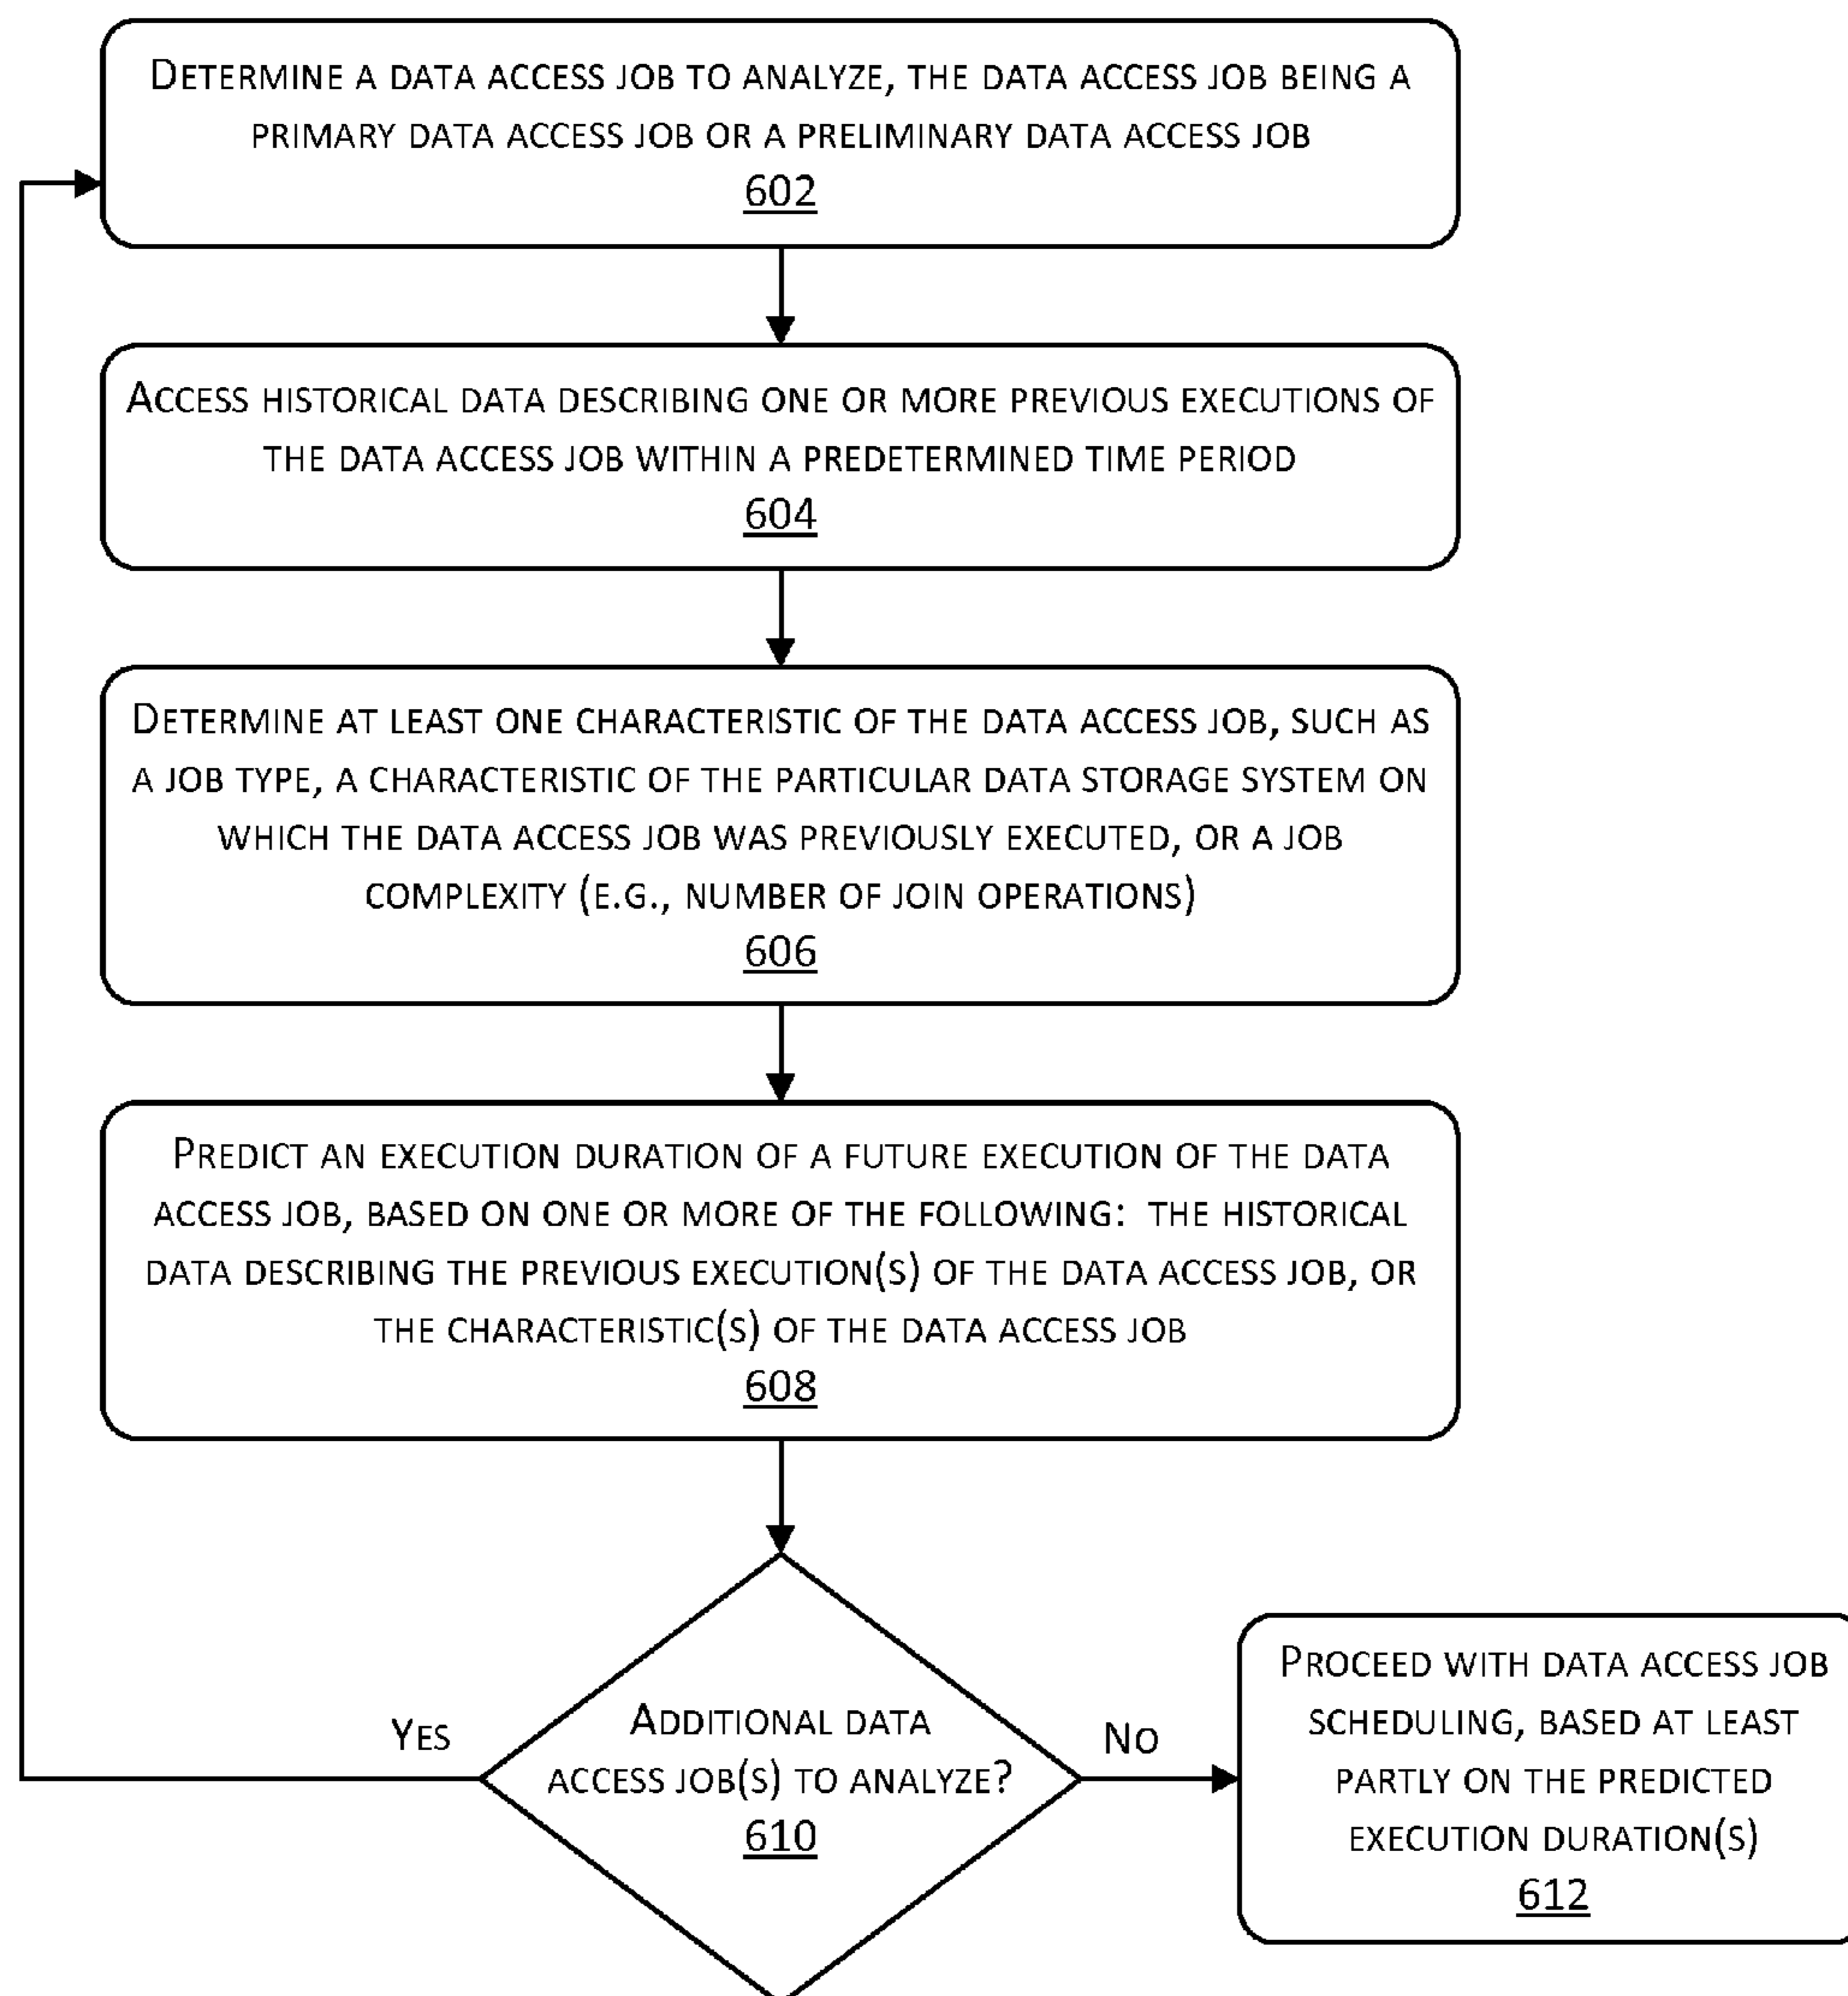 Determine a data access job to analyze, the data access job being a
primary data access job or a preliminary data access job
602
Access historical data describing one or more previous executions of
the data access job within a predetermined time period
604
Determine at least one characteristic of the data access job, such as
a job type, a characteristic of the particular data storage system on
which the data access job was previously executed, or a job
complexity (e.g., number of join operations)
606
Predict an execution duration of a future execution of the data
access job, based on one or more of the following: the historical
data describing the previous execution(s) of the data access job, or
the characteristic(s) of the data access job
608
Additional data
access job(s) to analyze?
610
Yes
No
Proceed with data access job
scheduling, based at least
partly on the predicted
execution duration(s)
612